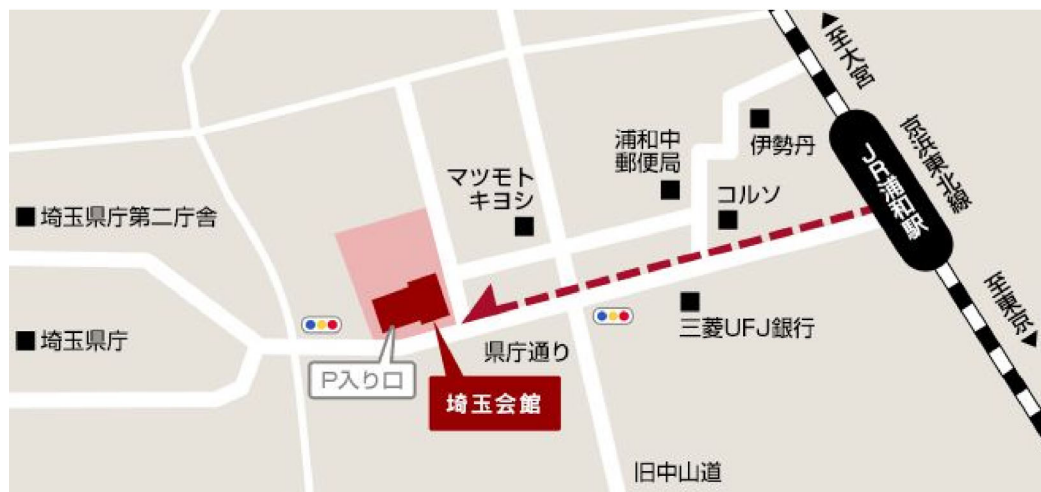 至大宮
京浜東北線
JR浦和駅
至東京
伊勢丹
浦和中
郵便局
コルソ
マツモト
キヨシ
埼玉県庁第二庁舎
埼玉県庁
三菱UFJ銀行
県庁通り
P入り口
埼玉会館
旧中山道